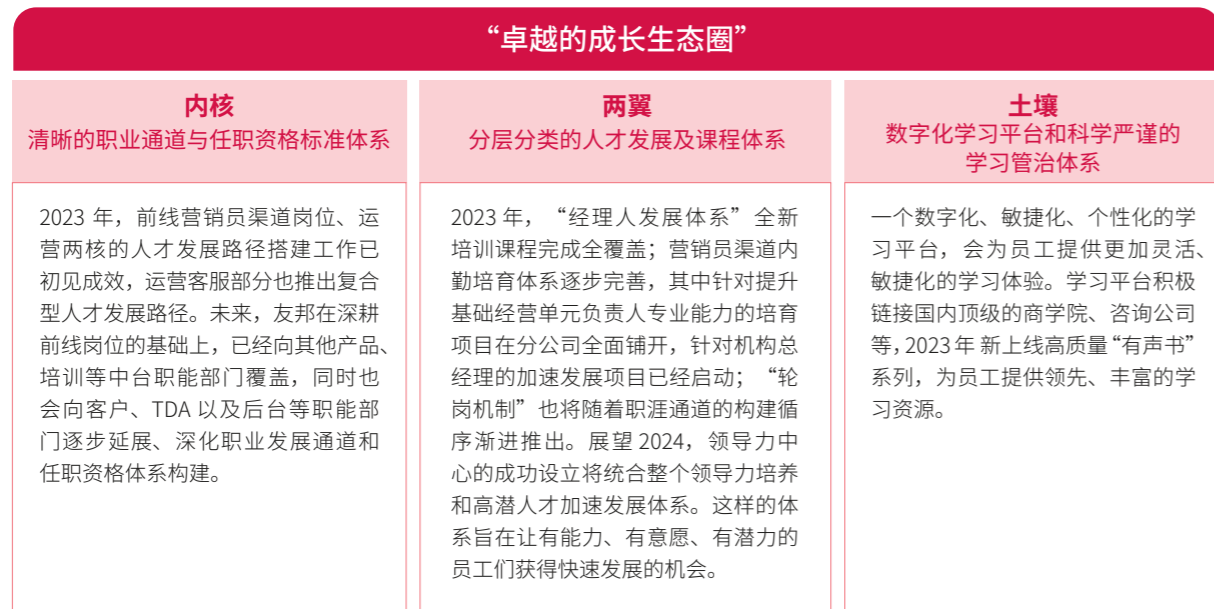 “卓越的成长生态圈”
内核
清晰的职业通道与任职资格标准体系
2023 年，前线营销员渠道岗位、运
营两核的人才发展路径搭建工作已
初见成效，运营客服部分也推出复合
型人才发展路径。未来，友邦在深耕
前线岗位的基础上，已经向其他产品、
培训等中台职能部门覆盖，同时也
会向客户、TDA 以及后台等职能部
门逐步延展、深化职业发展通道和
任职资格体系构建。
两翼
分层分类的人才发展及课程体系
2023 年，“经理人发展体系”全新
培训课程完成全覆盖；营销员渠道内
勤培育体系逐步完善，其中针对提升
基础经营单元负责人专业能力的培育
项目在分公司全面铺开，针对机构总
经理的加速发展项目已经启动；“轮
岗机制”也将随着职涯通道的构建循
序渐进推出。展望 2024，领导力中
心的成功设立将统合整个领导力培养
和高潜人才加速发展体系。这样的体
系旨在让有能力、有意愿、有潜力的
员工们获得快速发展的机会。
土壤
数字化学习平台和科学严谨的
学习管治体系
一个数字化、敏捷化、个性化的学
习平台，会为员工提供更加灵活、
敏捷化的学习体验。学习平台积极
链接国内顶级的商学院、咨询公司
等，2023 年 新上线高质量“有声书”
系列，为员工提供领先、丰富的学
习资源。